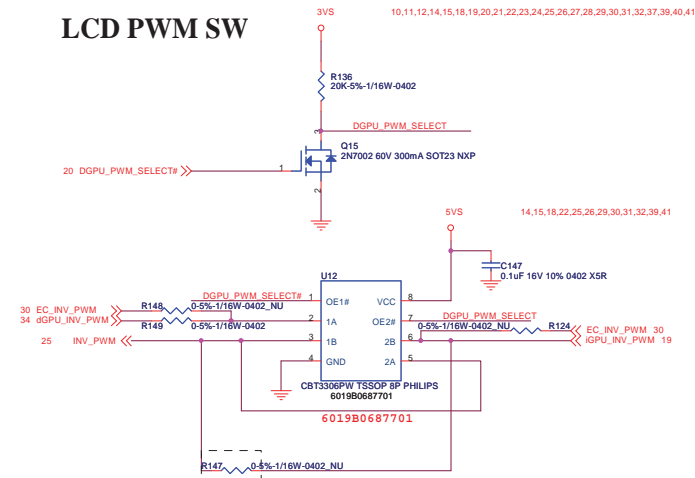 LCD PWM SW
3VS
10,11,12,14,15,18,19,20,21,22,23,24,25,26,27,28,29,30,31,32,37,39,40,41
R136
20K-5%-1/16W-0402
3
DGPU_PWM_SELECT
Q15
2N7002 60V 300mA SOT23 NXP
20 DGPU_PWM_SELECT#
1
2
5VS
14,15,18,22,25,26,29,30,31,32,39,41
C147
0.1uF 16V 10% 0402 X5R
U12
DGPU_PWM_SELECT#
1 OE1# VCC 8
R148 0-5%-1/16W-0402_NU
30 EC_INV_PWM
34 dGPU_INV_PWM
R149 0-5%-1/16W-0402
2 1A OE2# 7
DGPU_PWM_SELECT
0-5%-1/16W-0402_NU R124
EC_INV_PWM 30
25 INV_PWM
3 1B 2B 6
iGPU_INV_PWM 19
4 GND 2A 5
CBT3306PW TSSOP 8P PHILIPS
6019B0687701
6019B0687701
R147 0-5%-1/16W-0402_NU